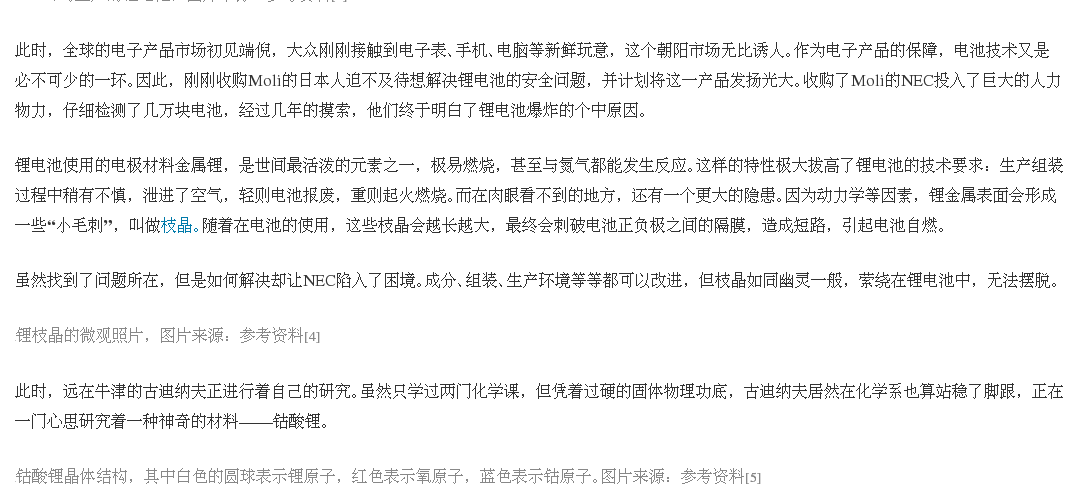 此时，全球的电子产品市场初见端倪，大众刚刚接触到电子表、手机、电脑等新鲜玩意，这个朝阳市场无比诱人。作为电子产品的保障，电池技术又是
必不可少的一环。因此，刚刚收购Moli的日本人迫不及待想解决锂电池的安全问题，并计划将这一产品发扬光大。收购了Moli的NEC投入了巨大的人力
物力，仔细检测了几万块电池，经过几年的摸索，他们终于明白了锂电池爆炸的个中原因。
锂电池使用的电极材料金属锂，是世间最活泼的元素之一，极易燃烧，甚至与氮气都能发生反应。这样的特性极大拔高了锂电池的技术要求：生产组装
过程中稍有不慎，泄进了空气，轻则电池报废，重则起火燃烧。而在肉眼看不到的地方，还有一个更大的隐患。因为动力学等因素，锂金属表面会形成
一些“小毛刺”，叫做枝晶。随着在电池的使用，这些枝晶会越长越大，最终会刺破电池正负极之间的隔膜，造成短路，引起电池自燃。
虽然找到了问题所在，但是如何解决却让NEC陷入了困境。成分、组装、生产环境等等都可以改进，但枝晶如同幽灵一般，萦绕在锂电池中，无法摆脱。
锂枝晶的微观照片，图片来源：参考资料[4]
此时，远在牛津的古迪纳夫正进行着自己的研究。虽然只学过两门化学课，但凭着过硬的固体物理功底，古迪纳夫居然在化学系也算站稳了脚跟，正在
一门心思研究着一种神奇的材料——钴酸锂。
钴酸锂晶体结构，其中白色的圆球表示锂原子，红色表示氧原子，蓝色表示钴原子。图片来源：参考资料[5]